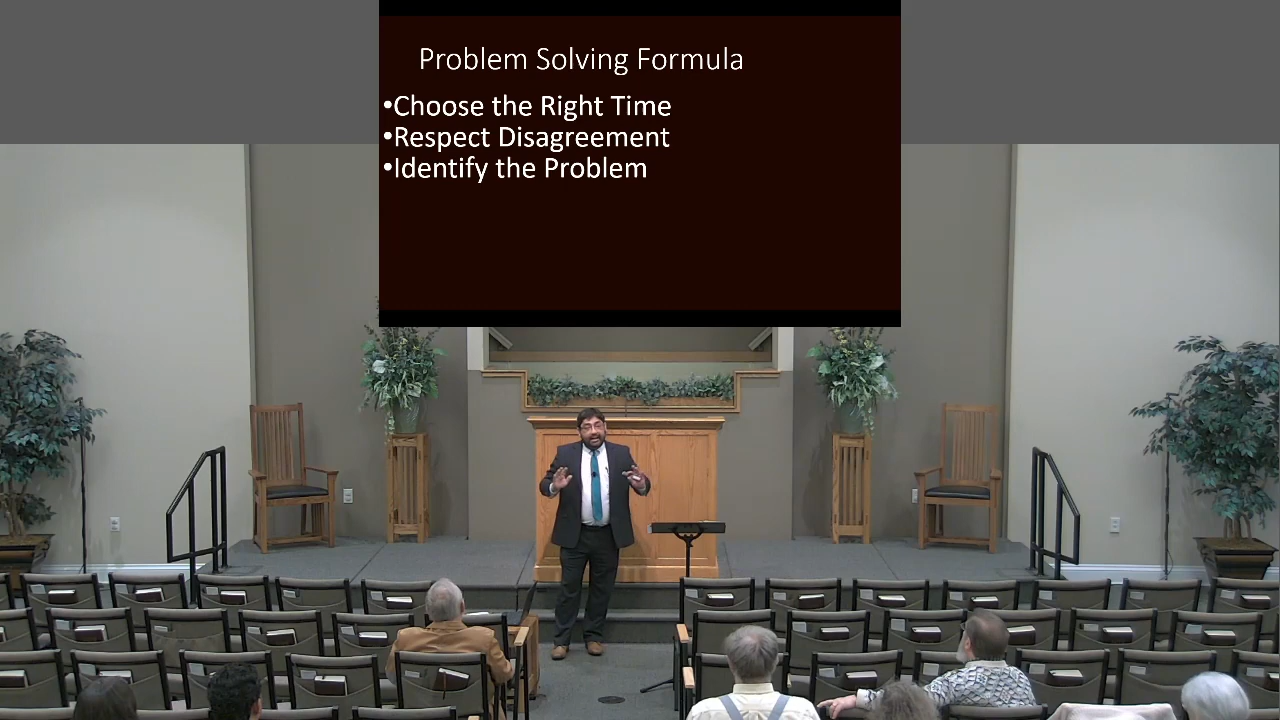 Problem Solving Formula
•Choose the Right Time
•Respect Disagreement
•Identify the Problem